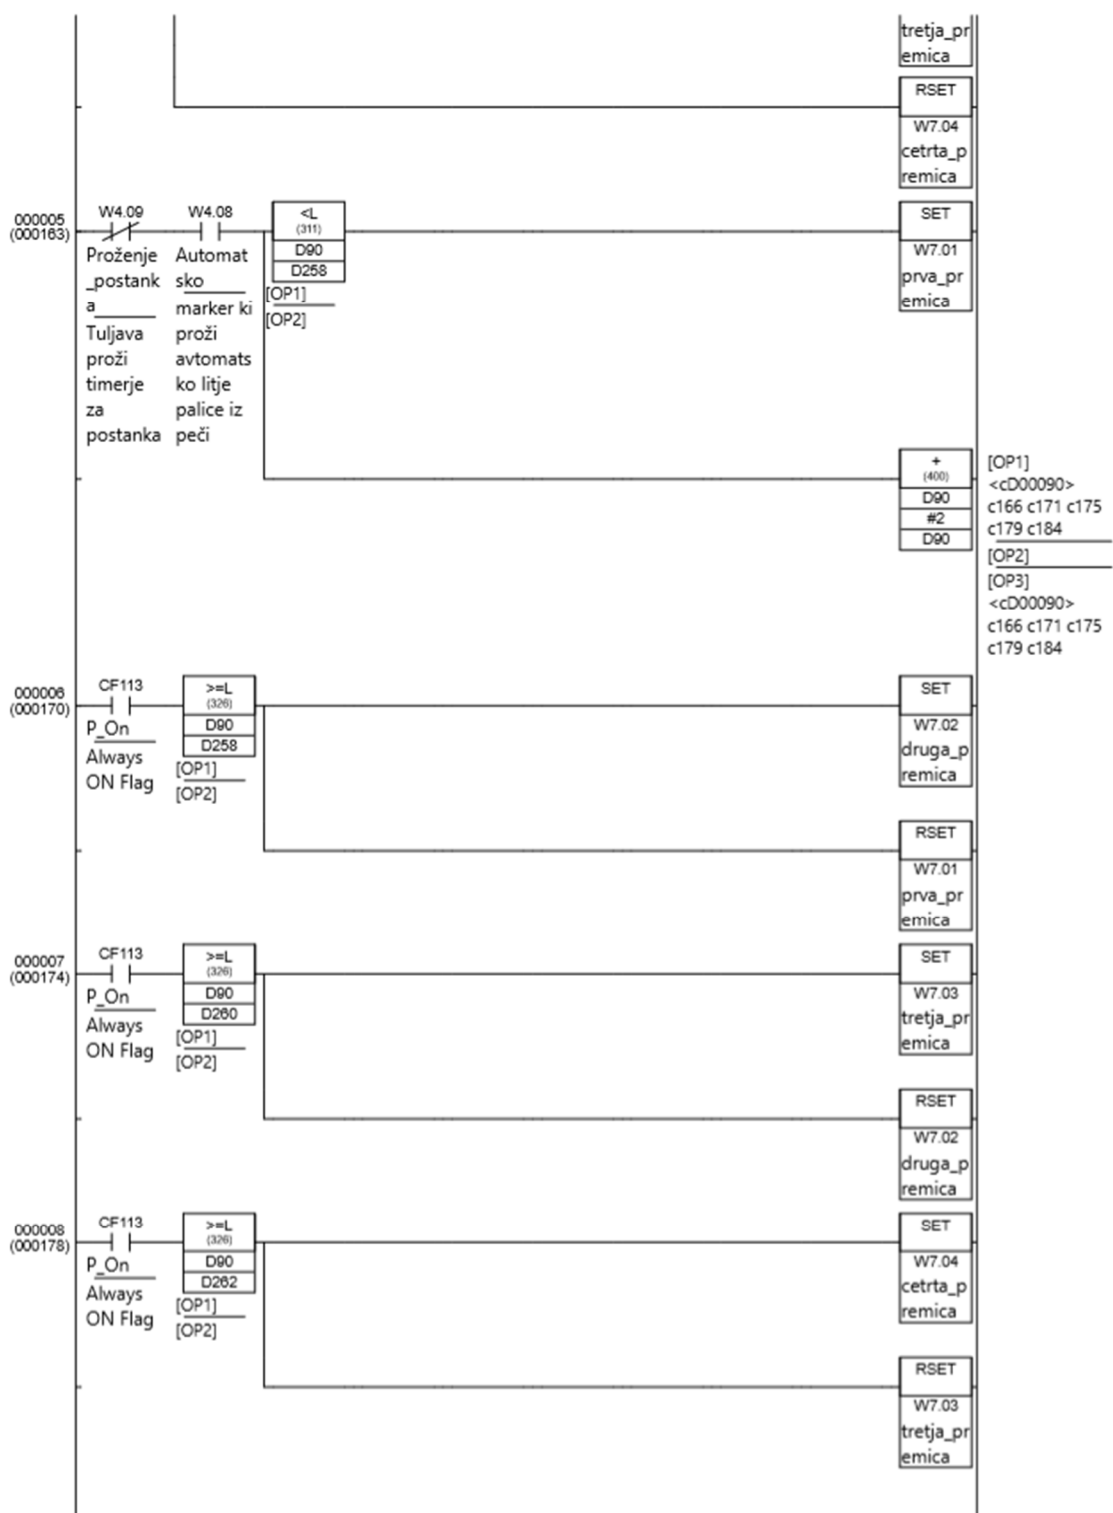 tretja_pr
emica
RSET
W7.04
cetrta_p
remica
000005
(000163)
W4.09
Proženje
_postank
a
Tuljava
proži
timerje
za
postanka
W4.08
Automat
sko
marker ki
proži
avtomats
ko litje
palice iz
peči
<L
(311)
D90
D258
[OP1]
[OP2]
SET
W7.01
prva_pr
emica
+
(400)
D90
#2
D90
[OP1]
<cD00090>
c166 c171 c175
c179 c184
[OP2]
[OP3]
<cD00090>
c166 c171 c175
c179 c184
000006
(000170)
CF113
P_On
Always
ON Flag
>=L
(326)
D90
D258
[OP1]
[OP2]
SET
W7.02
druga_p
remica
RSET
W7.01
prva_pr
emica
000007
(000174)
CF113
P_On
Always
ON Flag
>=L
(326)
D90
D260
[OP1]
[OP2]
SET
W7.03
tretja_pr
emica
RSET
W7.02
druga_p
remica
000008
(000178)
CF113
P_On
Always
ON Flag
>=L
(326)
D90
D262
[OP1]
[OP2]
SET
W7.04
cetrta_p
remica
RSET
W7.03
tretja_pr
emica